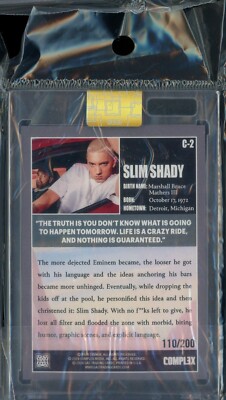 C-2
SLIM SHADY
BIRTH NAME: Marshall Bruce
Mathers III
BORN: October 17, 1972
HOMETOWN: Detroit, Michigan
"THE TRUTH IS YOU DON'T KNOW WHAT IS GOING
TO HAPPEN TOMORROW. LIFE IS A CRAZY RIDE,
AND NOTHING IS GUARANTEED."
The more dejected Eminem became, the looser he got
with his language and the ideas anchoring his bars
became more unhinged. Eventually, while dropping the
kids off at the pool, he personified this idea and then
christened it: Slim Shady. With no f**ks left to give, he
lost all filter and flooded the zone with morbid, biting
humor, graphic scenes, and explicit language.
110/200
COMPLEX